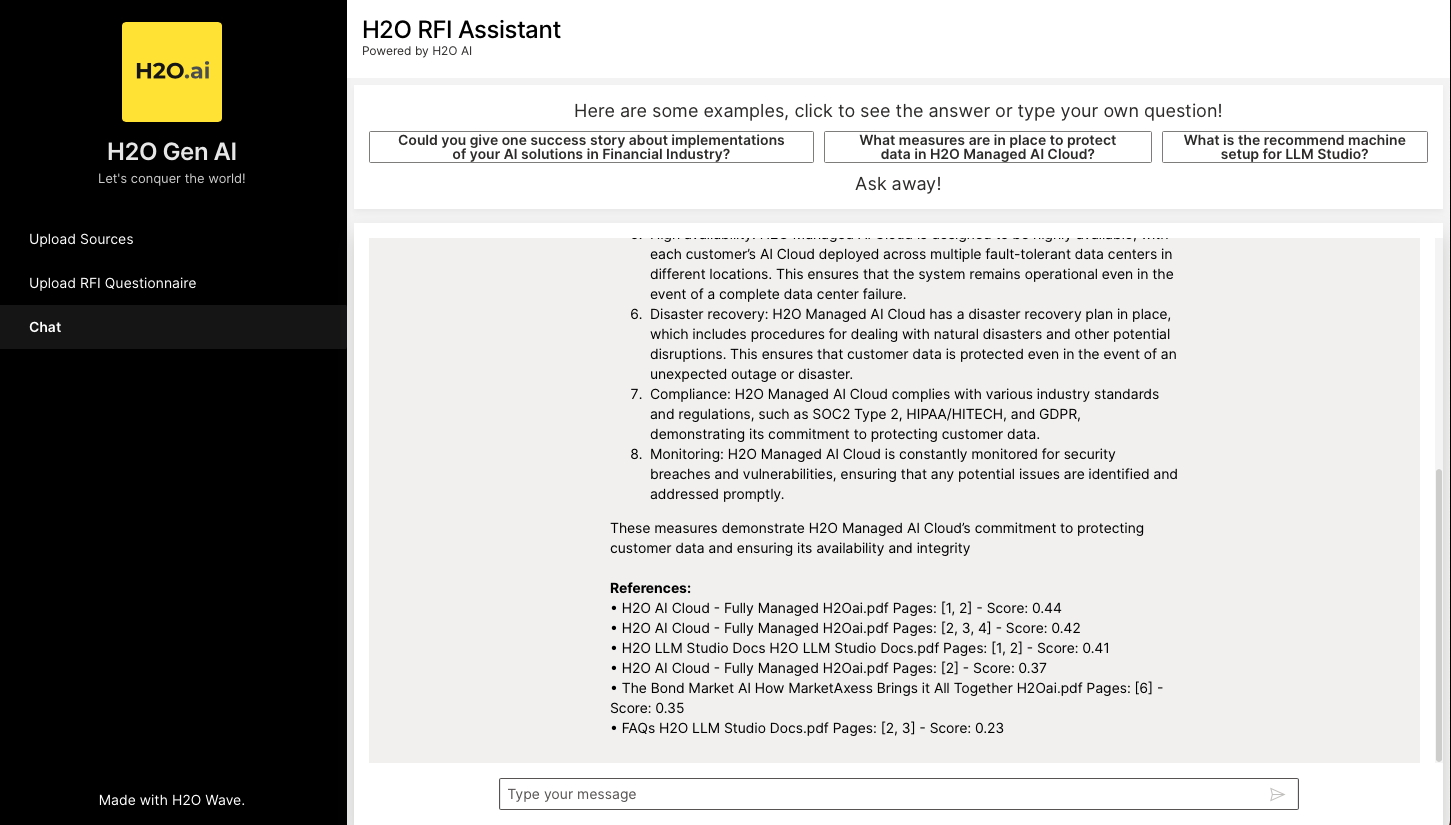 H2O.ai
H2O Gen AI
Let's conquer the world!
Upload Sources
Upload RFI Questionnaire
Chat
Made with H2O Wave.
H2O RFI Assistant
Powered by H2O AI
Here are some examples, click to see the answer or type your own question!
Could you give one success story about implementations
of your AI solutions in Financial Industry?
What measures are in place to protect
data in H2O Managed AI Cloud?
What is the recommend machine
setup for LLM Studio?
Ask away!
5. High availability: H2O Managed AI Cloud is designed to be highly available, with
each customer's AI Cloud deployed across multiple fault-tolerant data centers in
different locations. This ensures that the system remains operational even in the
event of a complete data center failure.
6. Disaster recovery: H2O Managed AI Cloud has a disaster recovery plan in place,
which includes procedures for dealing with natural disasters and other potential
disruptions. This ensures that customer data is protected even in the event of an
unexpected outage or disaster.
7. Compliance: H2O Managed AI Cloud complies with various industry standards
and regulations, such as SOC2 Type 2, HIPAA/HITECH, and GDPR,
demonstrating its commitment to protecting customer data.
8. Monitoring: H2O Managed AI Cloud is constantly monitored for security
breaches and vulnerabilities, ensuring that any potential issues are identified and
addressed promptly.
These measures demonstrate H2O Managed AI Cloud's commitment to protecting
customer data and ensuring its availability and integrity
References:
• H2O AI Cloud - Fully Managed H2Oai.pdf Pages: [1, 2] - Score: 0.44
• H2O AI Cloud - Fully Managed H2Oai.pdf Pages: [2, 3, 4] - Score: 0.42
• H2O LLM Studio Docs H2O LLM Studio Docs.pdf Pages: [1, 2] - Score: 0.41
• H2O AI Cloud - Fully Managed H2Oai.pdf Pages: [2] - Score: 0.37
• The Bond Market AI How MarketAxess Brings it All Together H2Oai.pdf Pages: [6] -
Score: 0.35
• FAQs H2O LLM Studio Docs.pdf Pages: [2, 3] - Score: 0.23
Type your message